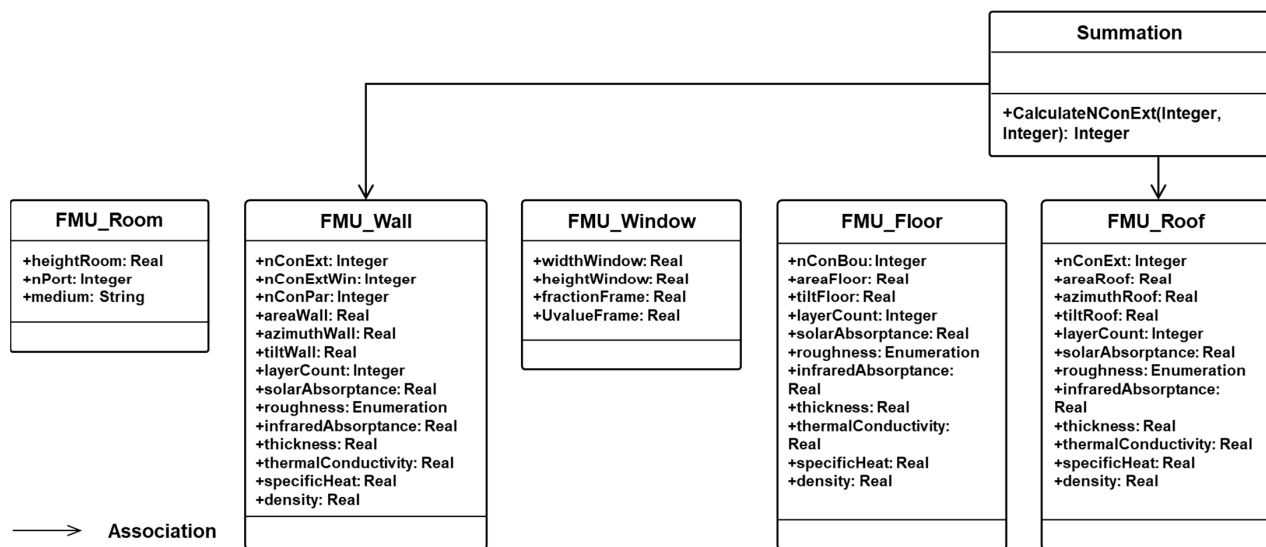 Summation
+CalculateNConExt(Integer,
Integer): Integer
FMU_Room
+heightRoom: Real
+nPort: Integer
+medium: String
FMU_Wall
+nConExt: Integer
+nConExtWin: Integer
+nConPar: Integer
+areaWall: Real
+azimuthWall: Real
+tiltWall: Real
+layerCount: Integer
+solarAbsorptance: Real
+roughness: Enumeration
+infraredAbsorptance: Real
+thickness: Real
+thermalConductivity: Real
+specificHeat: Real
+density: Real
FMU_Window
+widthWindow: Real
+heightWindow: Real
+fractionFrame: Real
+UvalueFrame: Real
FMU_Floor
+nConBou: Integer
+areaFloor: Real
+tiltFloor: Real
+layerCount: Integer
+solarAbsorptance: Real
+roughness: Enumeration
+infraredAbsorptance:
Real
+thickness: Real
+thermalConductivity:
Real
+specificHeat: Real
+density: Real
FMU_Roof
+nConExt: Integer
+areaRoof: Real
+azimuthRoof: Real
+tiltRoof: Real
+layerCount: Integer
+solarAbsorptance: Real
+roughness: Enumeration
+infraredAbsorptance:
Real
+thickness: Real
+thermalConductivity: Real
+specificHeat: Real
+density: Real
Association